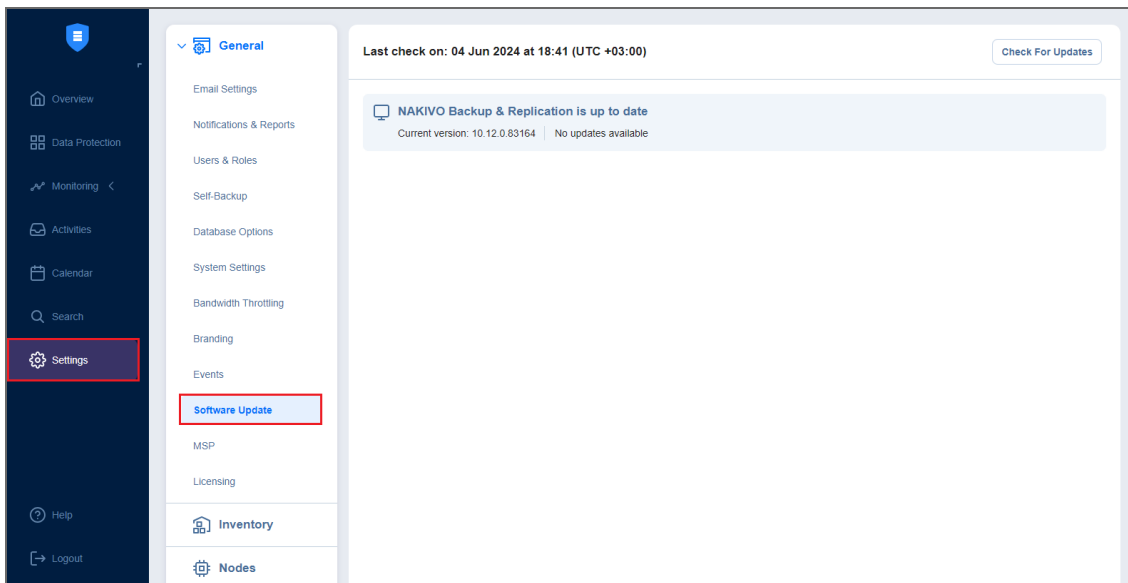 Overview
Data Protection
Monitoring
Activities
Calendar
Search
Settings
Help
Logout
General
Email Settings
Notifications & Reports
Users & Roles
Self-Backup
Database Options
System Settings
Bandwidth Throttling
Branding
Events
Software Update
MSP
Licensing
Inventory
Nodes
Last check on: 04 Jun 2024 at 18:41 (UTC +03:00)
Check For Updates
NAKIVO Backup & Replication is up to date
Current version: 10.12.0.83164 No updates available